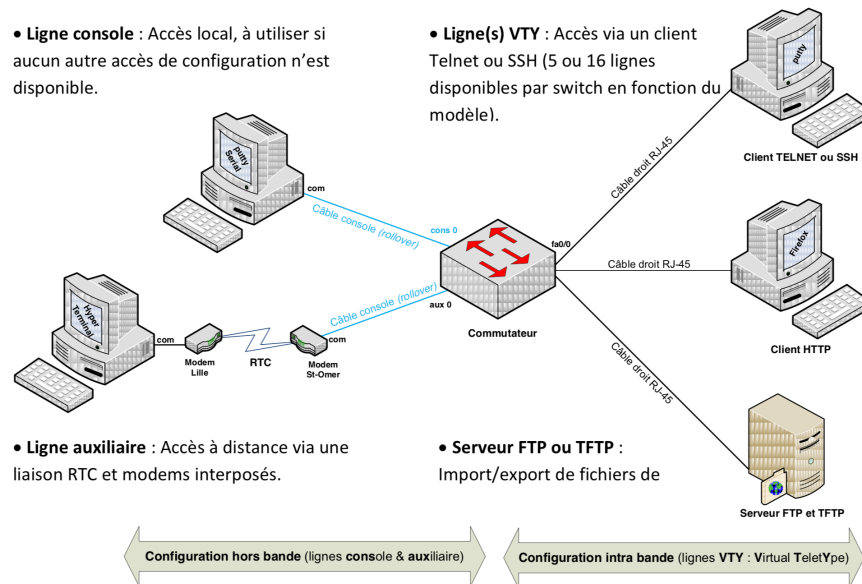 • Ligne console : Accès local, à utiliser si
aucun autre accès de configuration n'est
disponible.
• Ligne(s) VTY : Accès via un client
Telnet ou SSH (5 ou 16 lignes
disponibles par switch en fonction du
modèle).
putty
Client TELNET ou SSH
putty
Serial
com
Câble console (rollover)
cons 0
Câble droit RJ-45
fa0/0
Câble droit RJ-45
Firefox
Client HTTP
Câble console (rollover)
aux 0
Commutateur
Hyper
Terminal
com
Modem
Lille
RTC
com
Modem
St-Omer
Câble droit RJ-45
• Ligne auxiliaire : Accès à distance via une
liaison RTC et modems interposés.
• Serveur FTP ou TFTP :
Import/export de fichiers de
Serveur FTP et TFTP
Configuration hors bande (lignes console & auxiliaire)
Configuration intra bande (lignes VTY : Virtual TeletYpe)